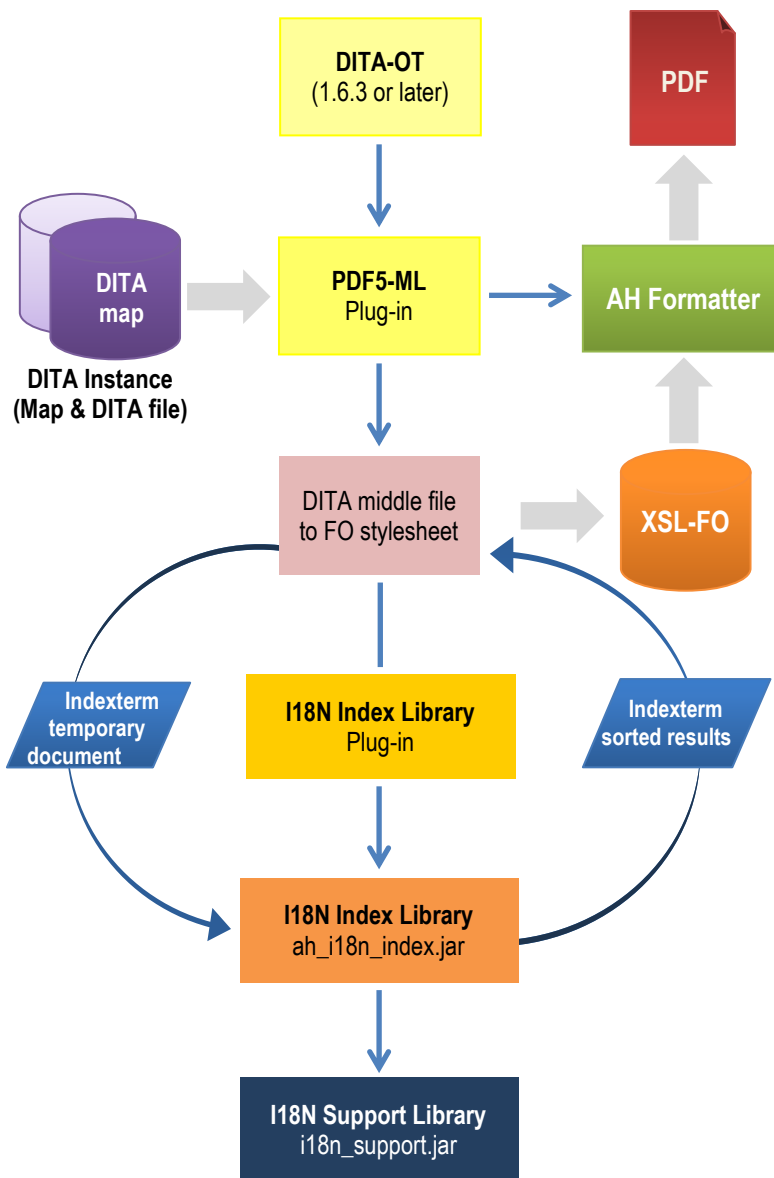 DITA-OT
(1.6.3 or later)
PDF
DITA
map
PDF5-ML
Plug-in
AH Formatter
DITA Instance
(Map & DITA file)
DITA middle file
to FO stylesheet
XSL-FO
Indexterm
temporary
document
I18N Index Library
Plug-in
Indexterm
sorted results
I18N Index Library
ah_i18n_index.jar
I18N Support Library
i18n_support.jar